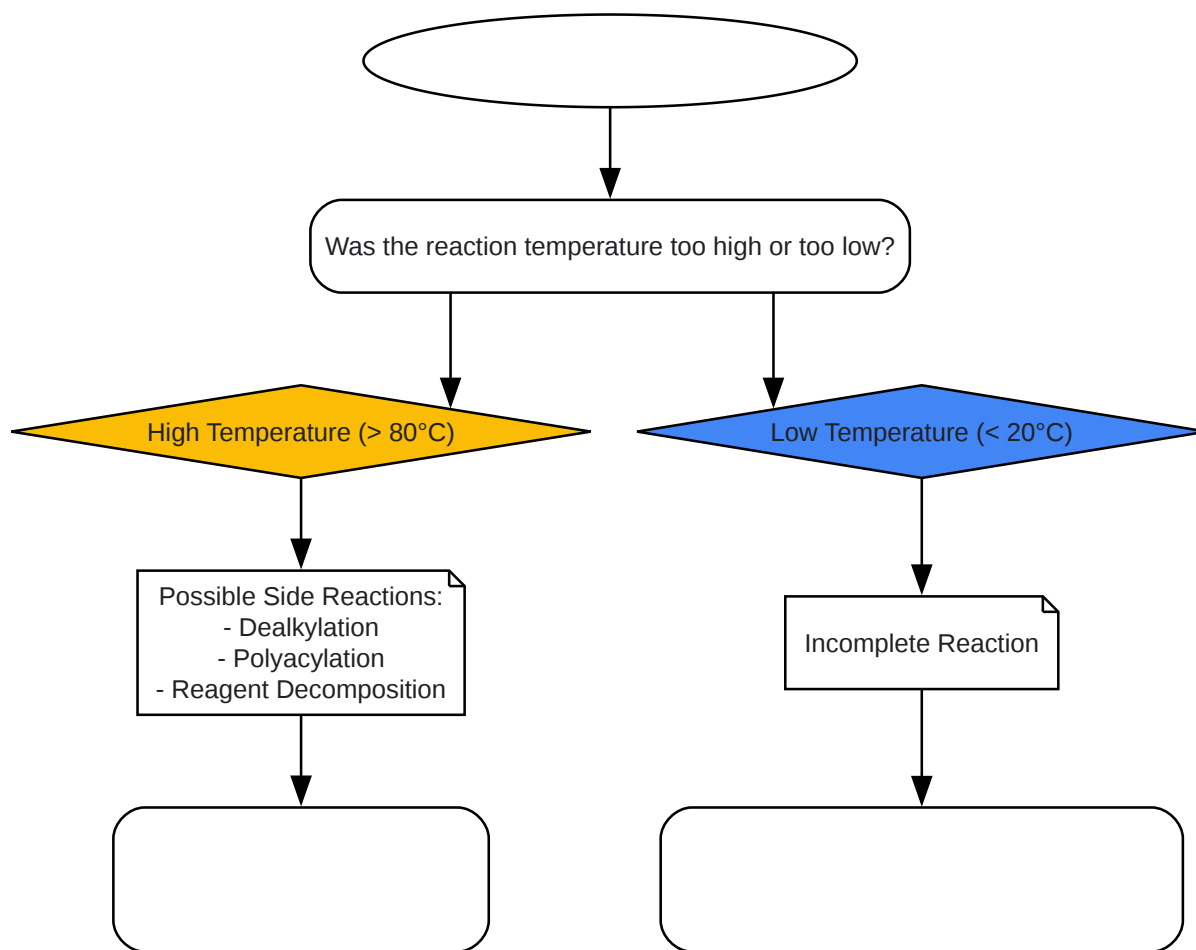 Was the reaction temperature too high or too low?
High Temperature (> 80°C)
Low Temperature (< 20°C)
Possible Side Reactions:
- Dealkylation
- Polyacylation
- Reagent Decomposition
Incomplete Reaction